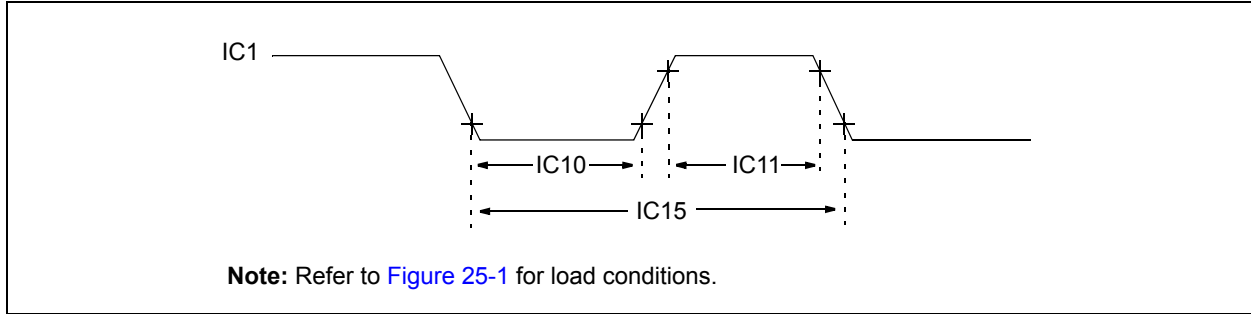 IC1
IC10
IC11
IC15
Note: Refer to Figure 25-1 for load conditions.